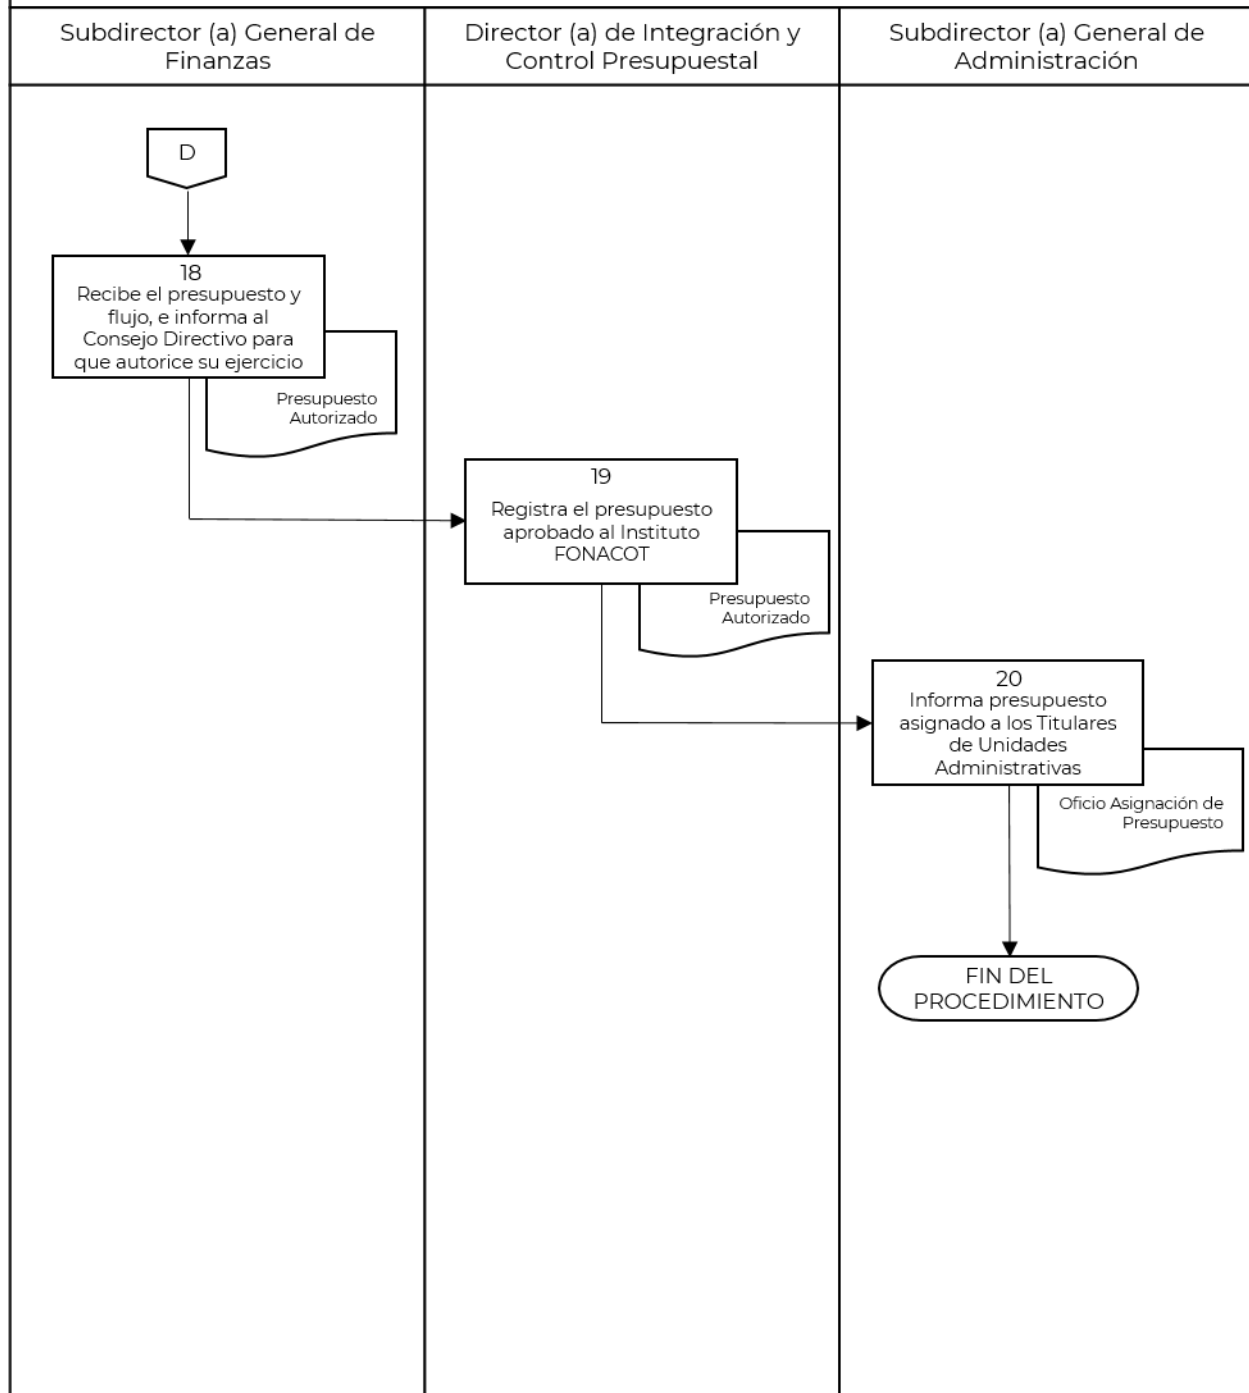 Subdirector (a) General de
Finanzas
Director (a) de Integración y
Control Presupuestal
Subdirector (a) General de
Administración
D
18
Recibe el presupuesto y
flujo, e informa al
Consejo Directivo para
que autorice su ejercicio
Presupuesto
Autorizado
19
Registra el presupuesto
aprobado al Instituto
FONACOT
Presupuesto
Autorizado
20
Informa presupuesto
asignado a los Titulares
de Unidades
Administrativas
Oficio Asignación de
Presupuesto
FIN DEL
PROCEDIMIENTO